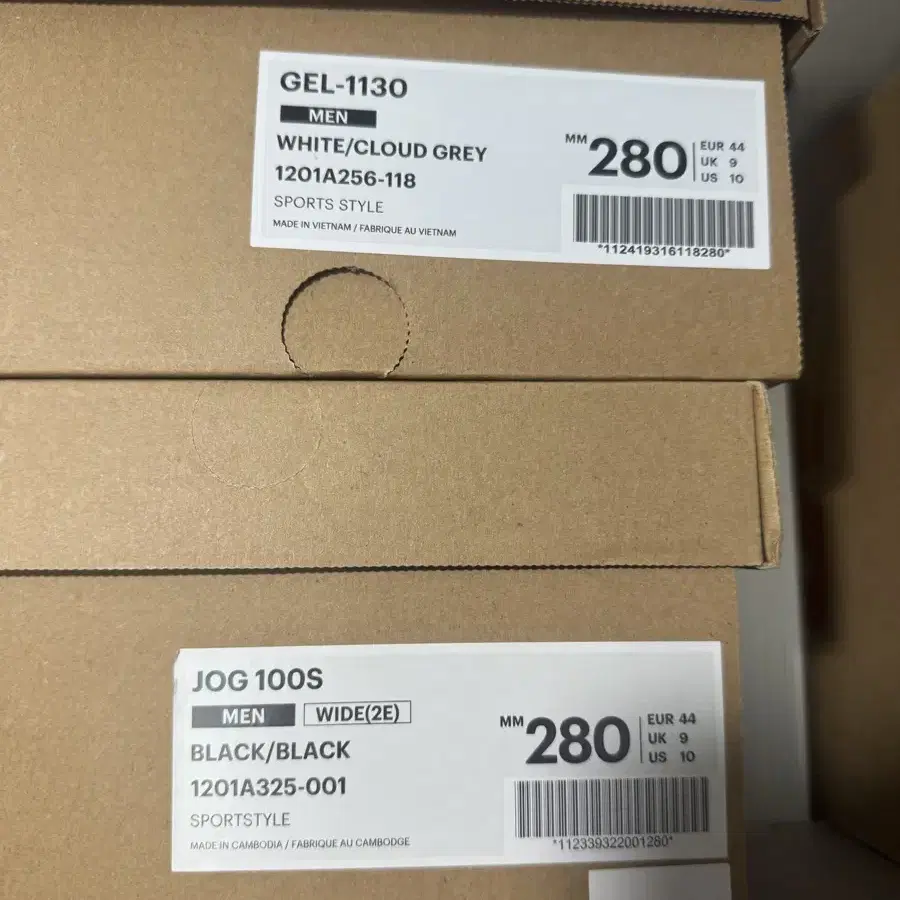 GEL-1130
MEN
WHITE/CLOUD GREY
1201A256-118
SPORTS STYLE
MADE IN VIETNAM / FABRIQUE AU VIETNAM
MM 280
EUR 44
UK 9
US 10
*112419316118280*
JOG 100S
MEN WIDE(2E)
BLACK/BLACK
1201A325-001
SPORTSTYLE
MADE IN CAMBODIA / FABRIQUE AU CAMBODGE
MM 280
EUR 44
UK 9
US 10
*112339322001280*